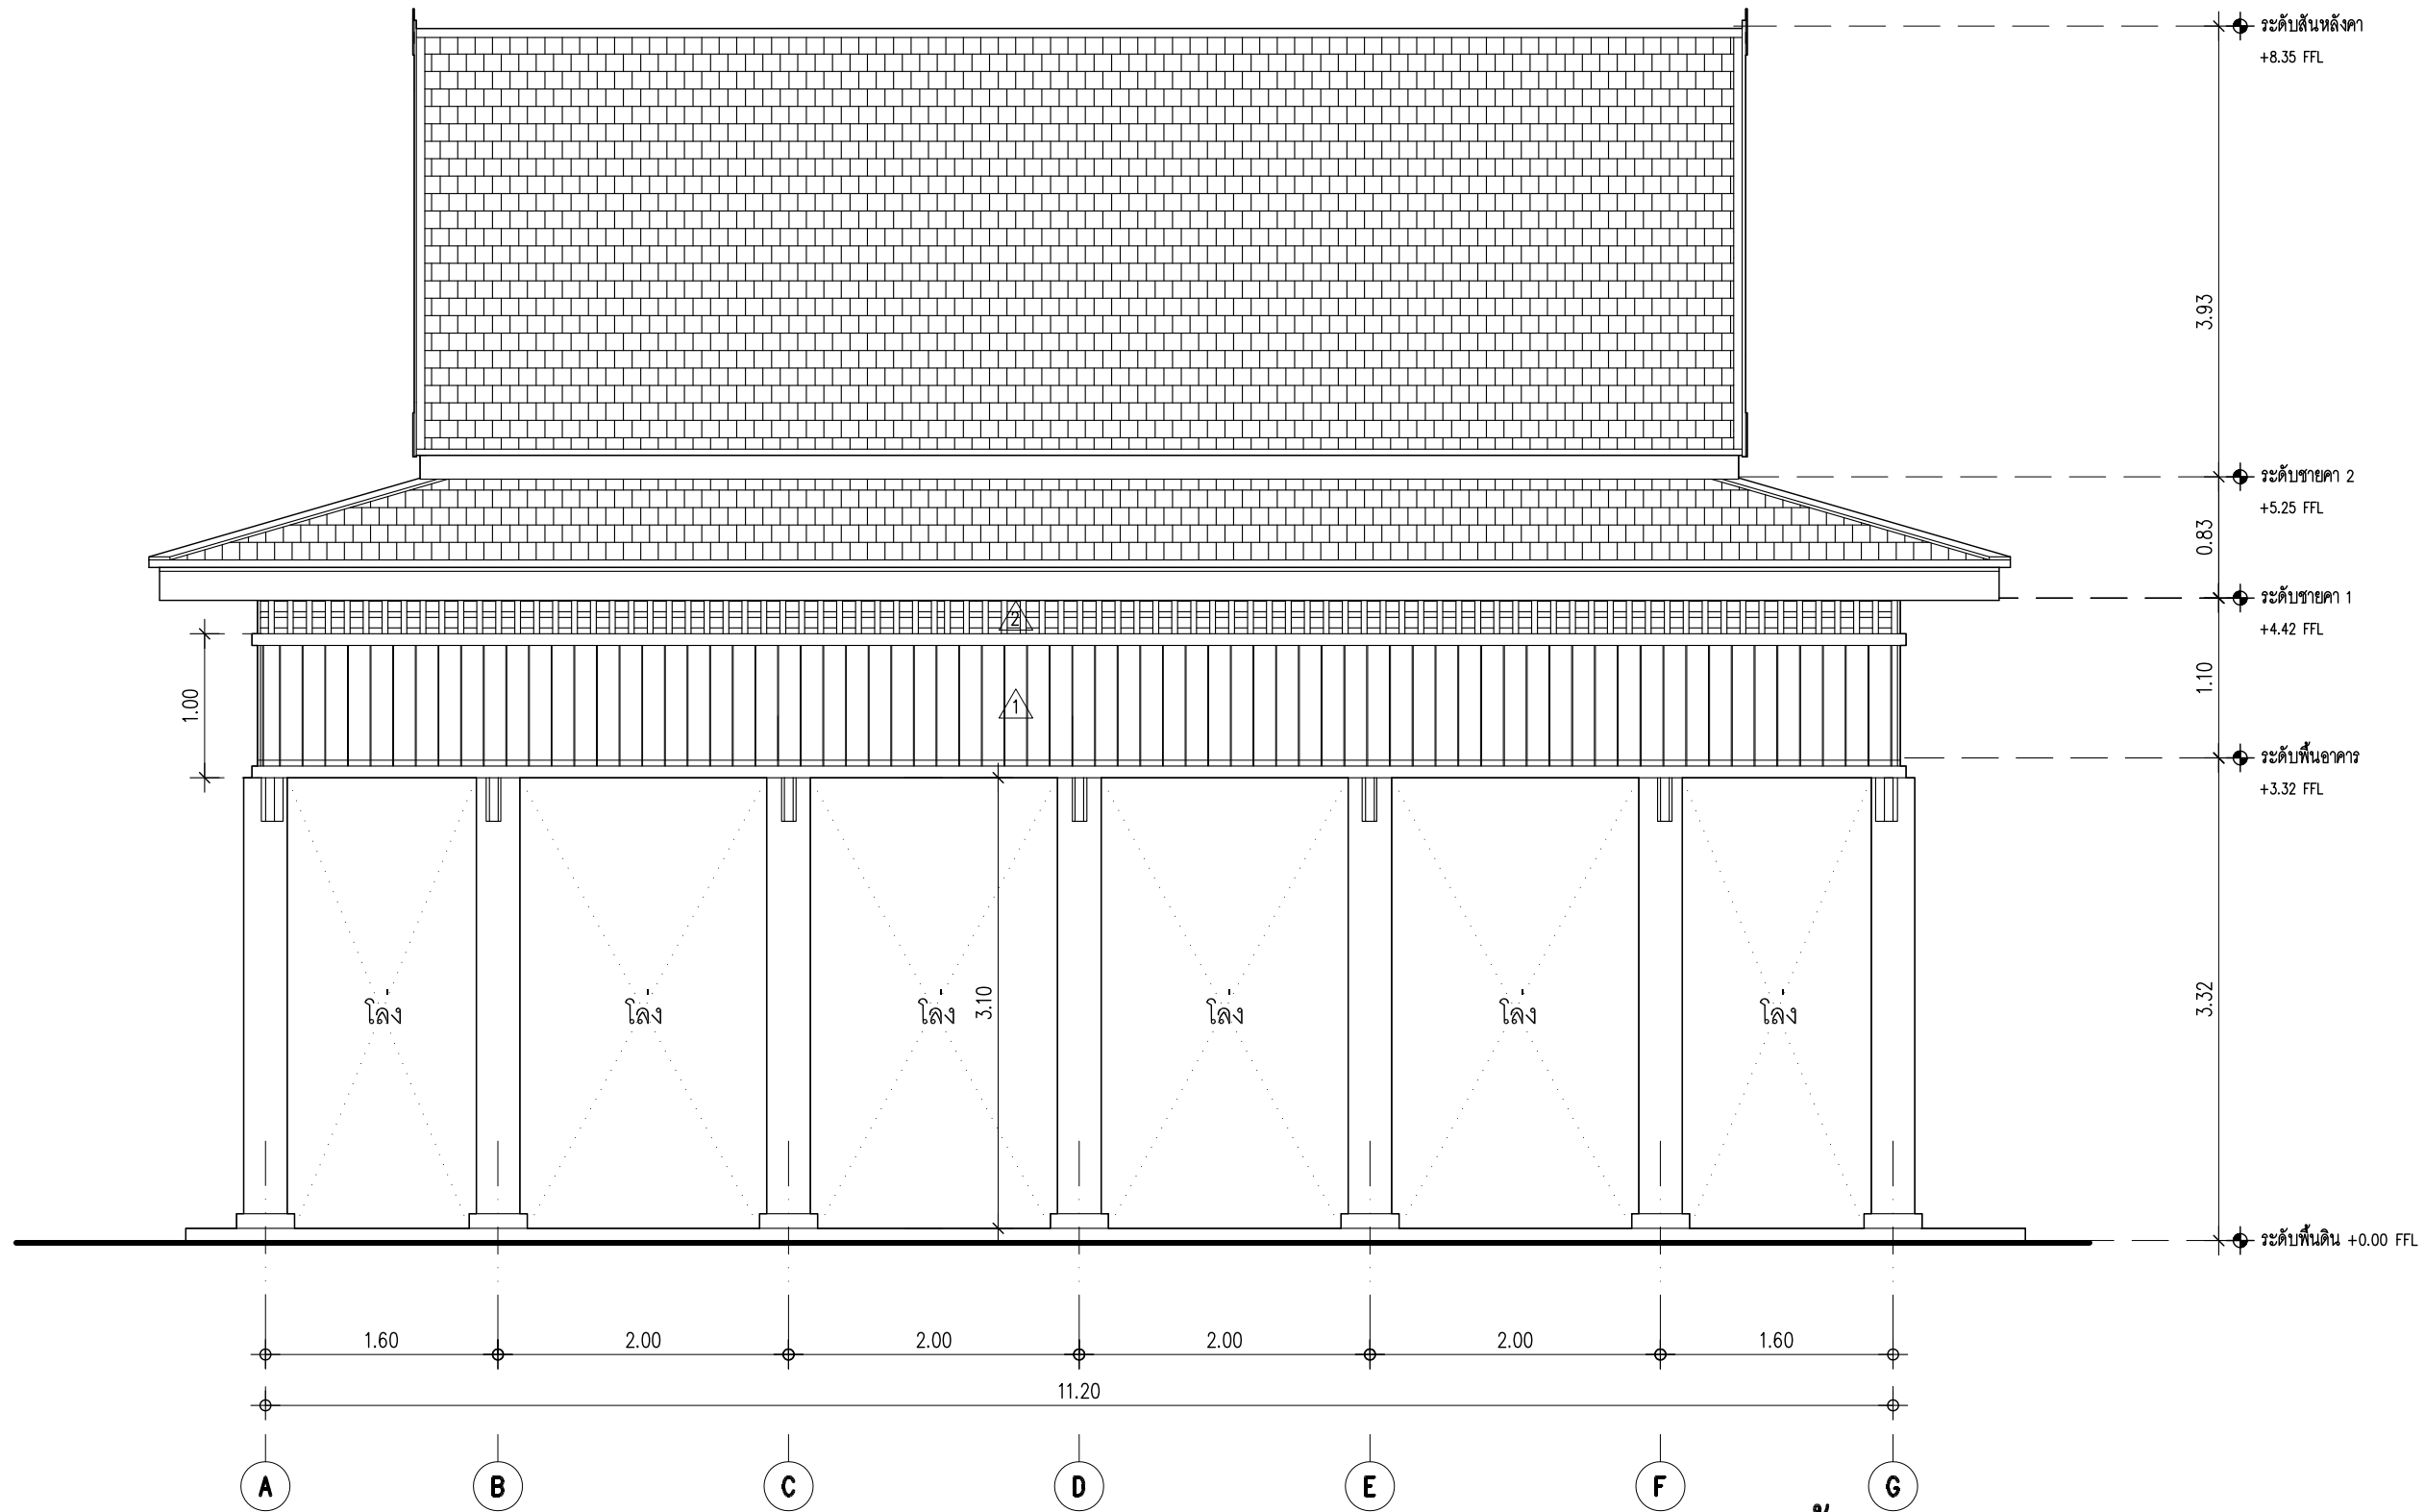 ระดับสันหลังคา
+8.35 FFL
3.93
ระดับชายคา 2
+5.25 FFL
0.83
ระดับชายคา 1
+4.42 FFL
2
1.10
1.00
1
ระดับพื้นอาคาร
+3.32 FFL
โล่ง โล่ง โล่ง 3.10 โล่ง โล่ง โล่ง
3.32
ระดับพื้นดิน +0.00 FFL
1.60 2.00 2.00 2.00 2.00 1.60
11.20
A B C D E F G